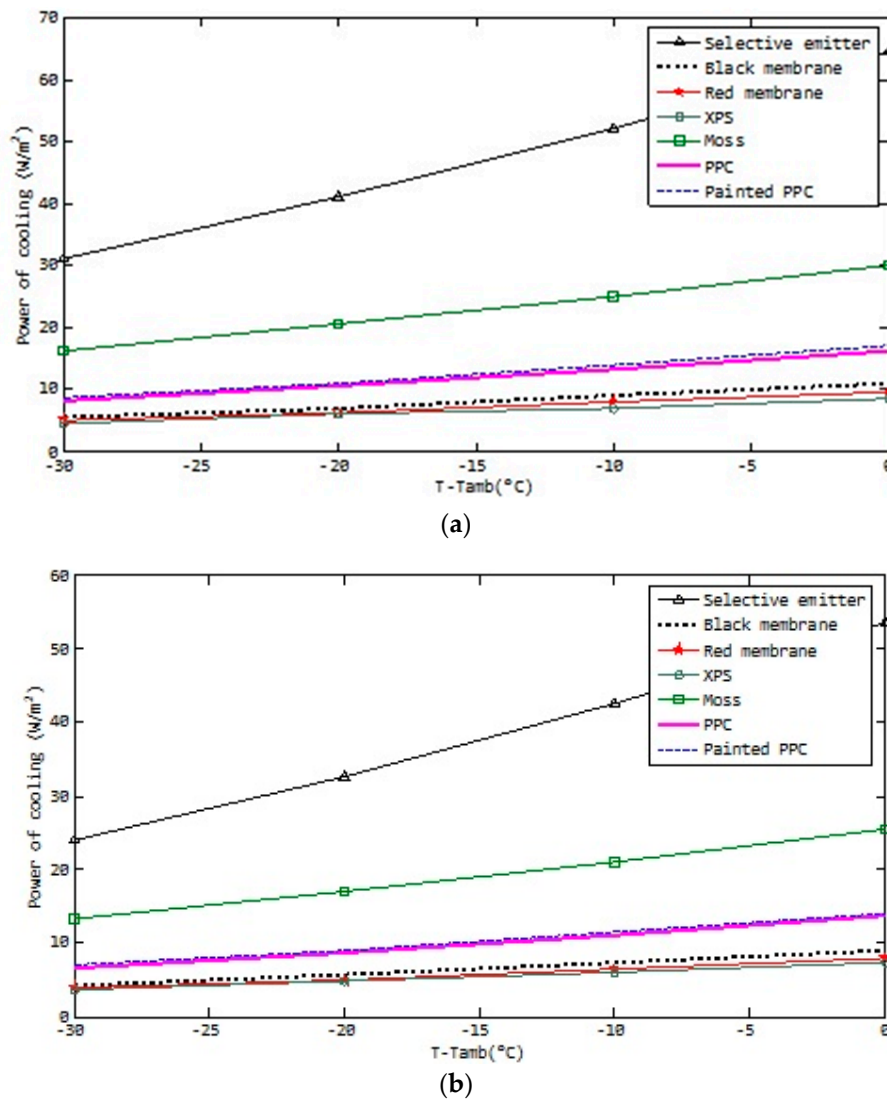 70
60
50
40
30
20
10
0
Power of cooling (W/m²)
Selective emitter
Black membrane
Red membrane
XPS
Moss
PPC
Painted PPC
-30 -25 -20 -15 -10 -5 0
T-Tamb(°C)
(a)
60
50
40
30
20
10
0
Power of cooling (W/m²)
Selective emitter
Black membrane
Red membrane
XPS
Moss
PPC
Painted PPC
-30 -25 -20 -15 -10 -5 0
T-Tamb(°C)
(b)